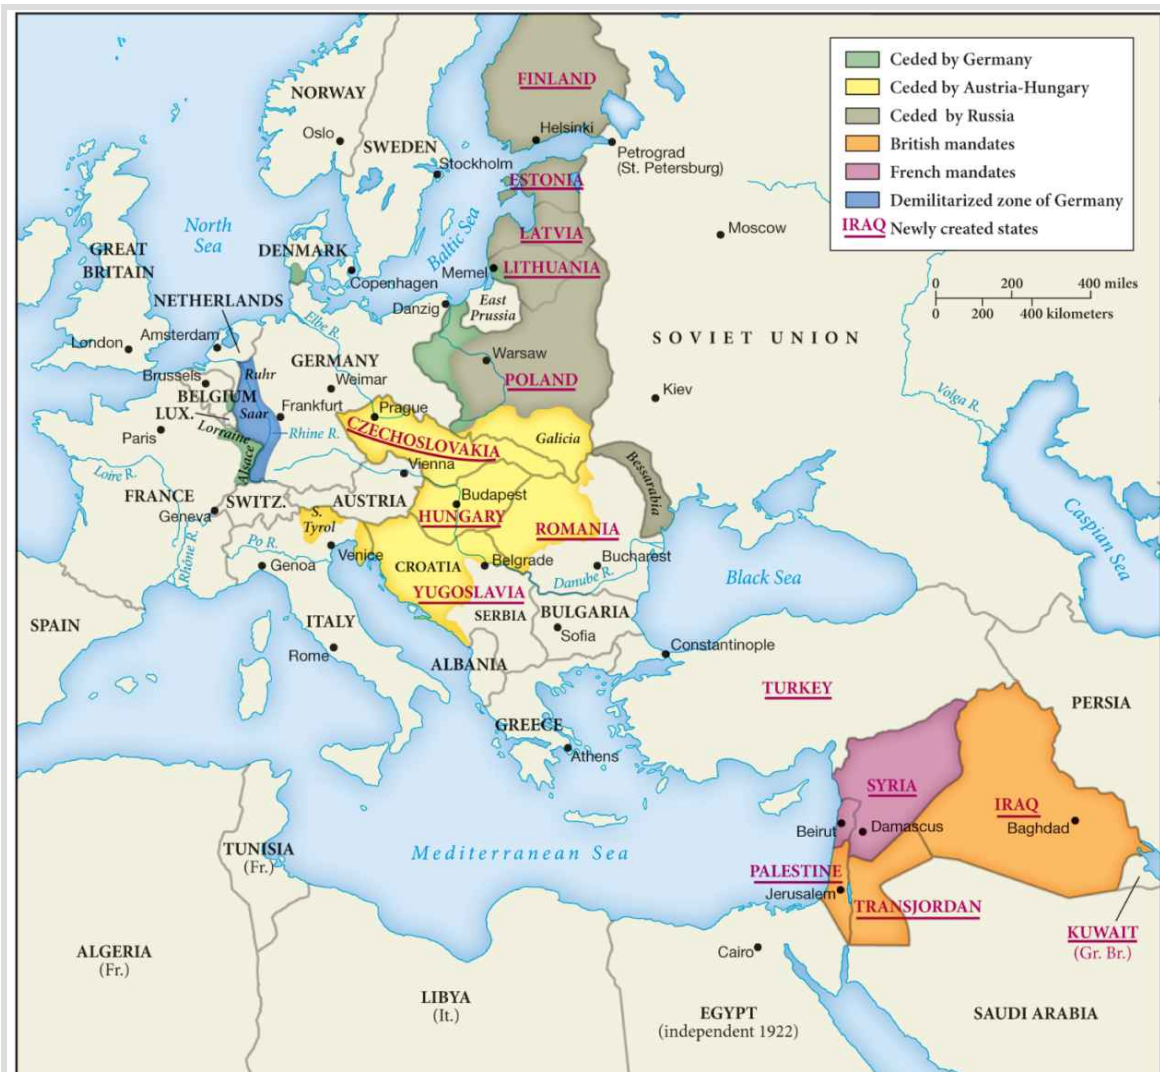 Ceded by Germany
Ceded by Austria-Hungary
Ceded by Russia
British mandates
French mandates
Demilitarized zone of Germany
IRAQ Newly created states
0 200 400 miles
0 200 400 kilometers
FINLAND
NORWAY
Oslo
Helsinki
SWEDEN
Petrograd
(St. Petersburg)
Stockholm
ESTONIA
North
Sea
Baltic Sea
LATVIA
Moscow
GREAT
BRITAIN
DENMARK
Memel
LITHUANIA
Copenhagen
NETHERLANDS
Danzig
East
Prussia
Elbe R.
Amsterdam
London
SOVIET UNION
Warsaw
GERMANY
Ruhr
Brussels
Weimar
POLAND
Kiev
Volga R.
BELGIUM
LUX.
Saar
Frankfurt
Prague
Paris
Lorraine
Rhine R.
CZECHOSLOVAKIA
Galicia
Alsace
Loire R.
Vienna
Bessarabia
FRANCE
SWITZ.
AUSTRIA
Budapest
Geneva
S.
Tyrol
HUNGARY
ROMANIA
Caspian Sea
Rhône R.
Po R.
Venice
Genoa
CROATIA
Belgrade
Bucharest
Danube R.
Black Sea
YUGOSLAVIA
SERBIA
BULGARIA
SPAIN
ITALY
Sofia
Rome
Constantinople
ALBANIA
TURKEY
PERSIA
GREECE
Athens
SYRIA
IRAQ
Beirut
Damascus
Baghdad
TUNISIA
(Fr.)
Mediterranean Sea
PALESTINE
Jerusalem
TRANSJORDAN
KUWAIT
(Gr. Br.)
ALGERIA
(Fr.)
Cairo
LIBYA
(It.)
EGYPT
(independent 1922)
SAUDI ARABIA